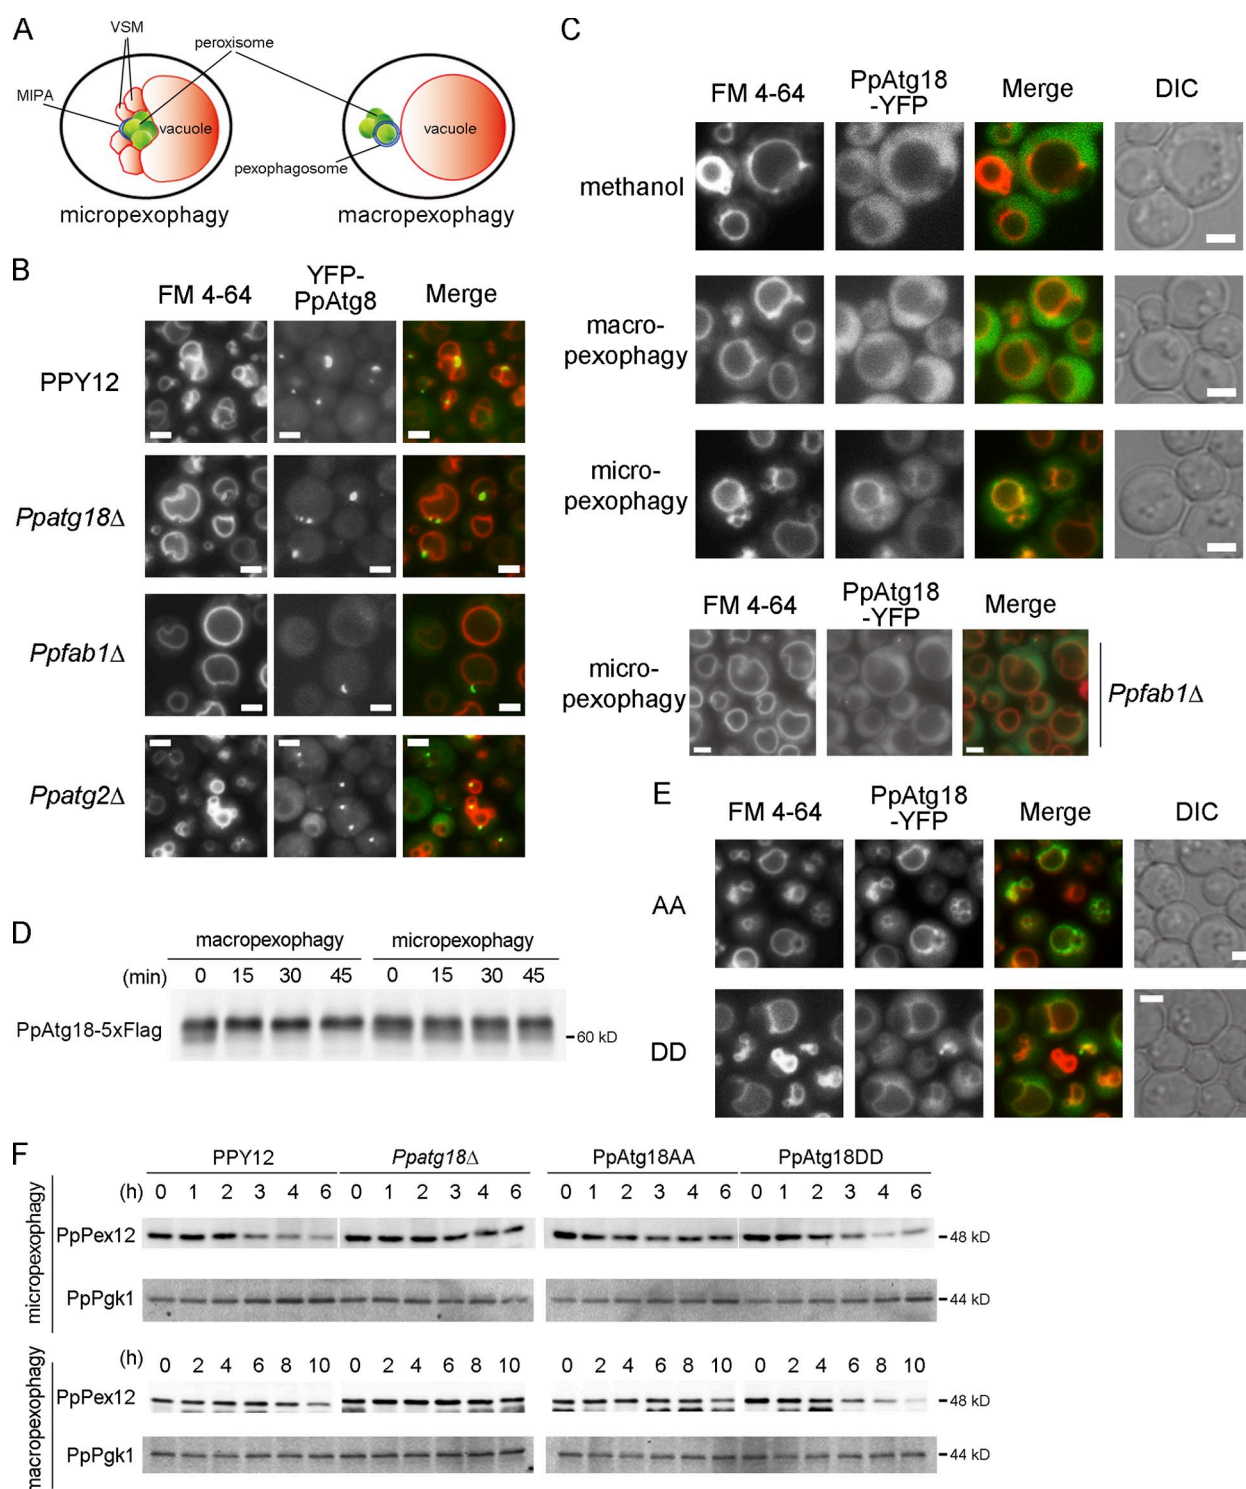 A
VSM
peroxisome
MIPA
vacuole
vacuole
pexophagosome
micropexophagy
macropexophagy
B
FM 4-64
YFP-
PpAtg8
Merge
PPY12
Ppatg18Δ
Ppfab1Δ
Ppatg2Δ
C
FM 4-64
PpAtg18
-YFP
Merge
DIC
methanol
macro-
pexophagy
micro-
pexophagy
FM 4-64
PpAtg18
-YFP
Merge
micro-
pexophagy
Ppfab1Δ
D
macropexophagy micropexophagy
(min) 0 15 30 45 0 15 30 45
PpAtg18-5xFlag
60 kD
E
FM 4-64
PpAtg18
-YFP
Merge
DIC
AA
DD
F
PPY12 Ppatg18Δ PpAtg18AA PpAtg18DD
micropexophagy
(h) 0 1 2 3 4 6 0 1 2 3 4 6 0 1 2 3 4 6 0 1 2 3 4 6
PpPex12
48 kD
PpPgk1
44 kD
macropexophagy
(h) 0 2 4 6 8 10 0 2 4 6 8 10 0 2 4 6 8 10 0 2 4 6 8 10
PpPex12
48 kD
PpPgk1
44 kD